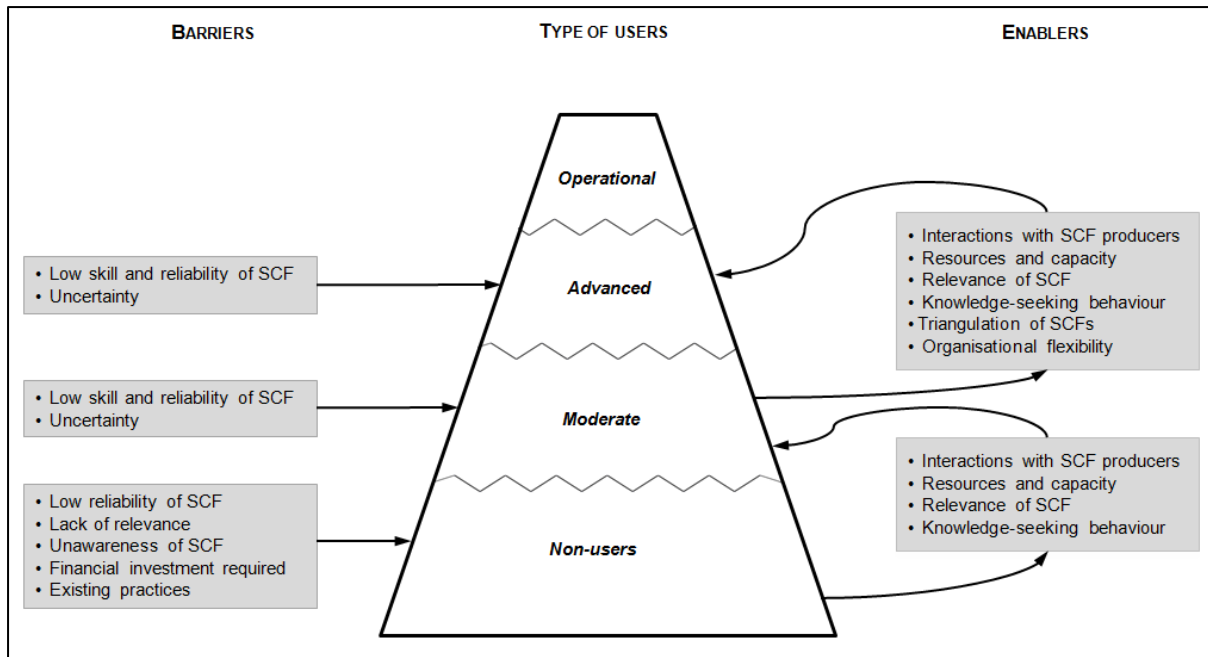 BARRIERS
TYPE OF USERS
ENABLERS
Operational
Advanced
Moderate
Non-users
• Low skill and reliability of SCF
• Uncertainty
• Low skill and reliability of SCF
• Uncertainty
• Low reliability of SCF
• Lack of relevance
• Unawareness of SCF
• Financial investment required
• Existing practices
• Interactions with SCF producers
• Resources and capacity
• Relevance of SCF
• Knowledge-seeking behaviour
• Triangulation of SCFs
• Organisational flexibility
• Interactions with SCF producers
• Resources and capacity
• Relevance of SCF
• Knowledge-seeking behaviour